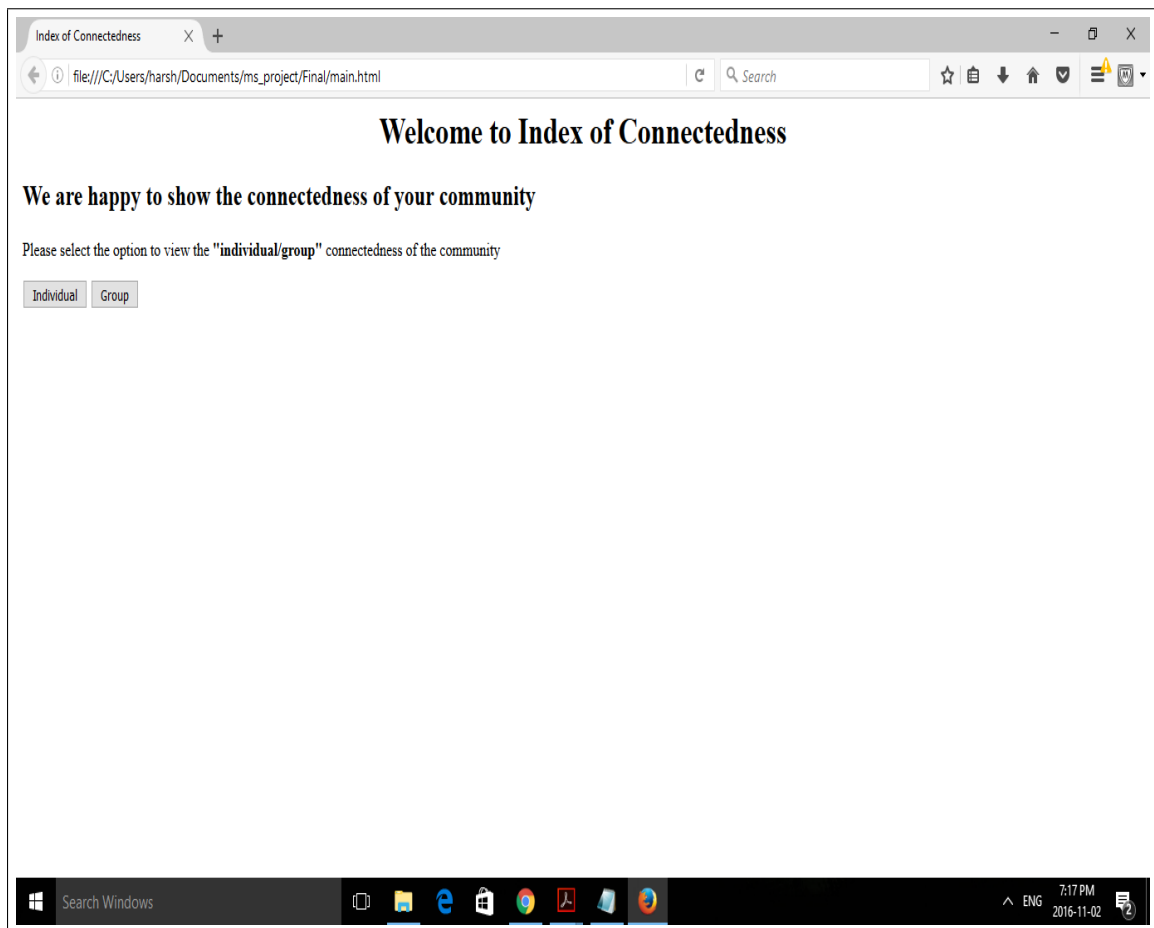 Index of Connectedness
file:///C:/Users/harsh/Documents/ms_project/Final/main.html
Search
Welcome to Index of Connectedness
We are happy to show the connectedness of your community
Please select the option to view the "individual/group" connectedness of the community
Individual Group
Search Windows
ENG
7:17 PM
2016-11-02
2